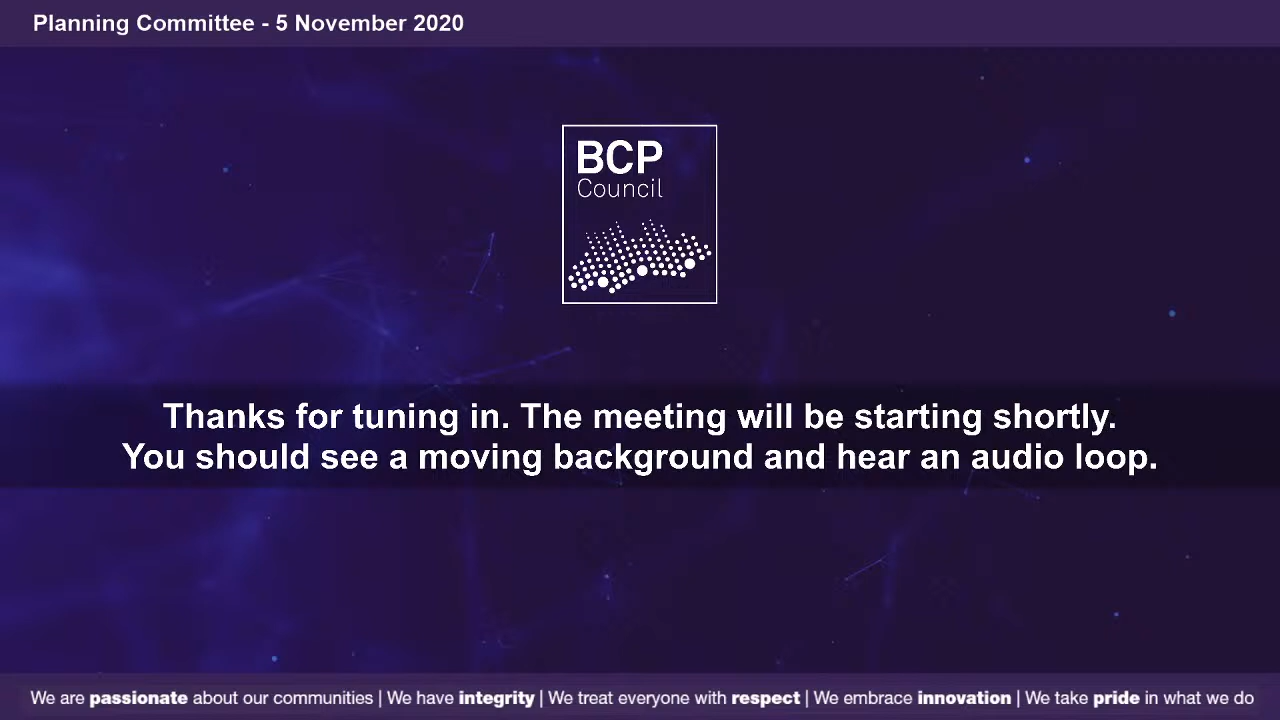 Planning Committee - 5 November 2020
BCP
Council
Thanks for tuning in. The meeting will be starting shortly.
You should see a moving background and hear an audio loop.
We are passionate about our communities | We have integrity | We treat everyone with respect | We embrace innovation | We take pride in what we do